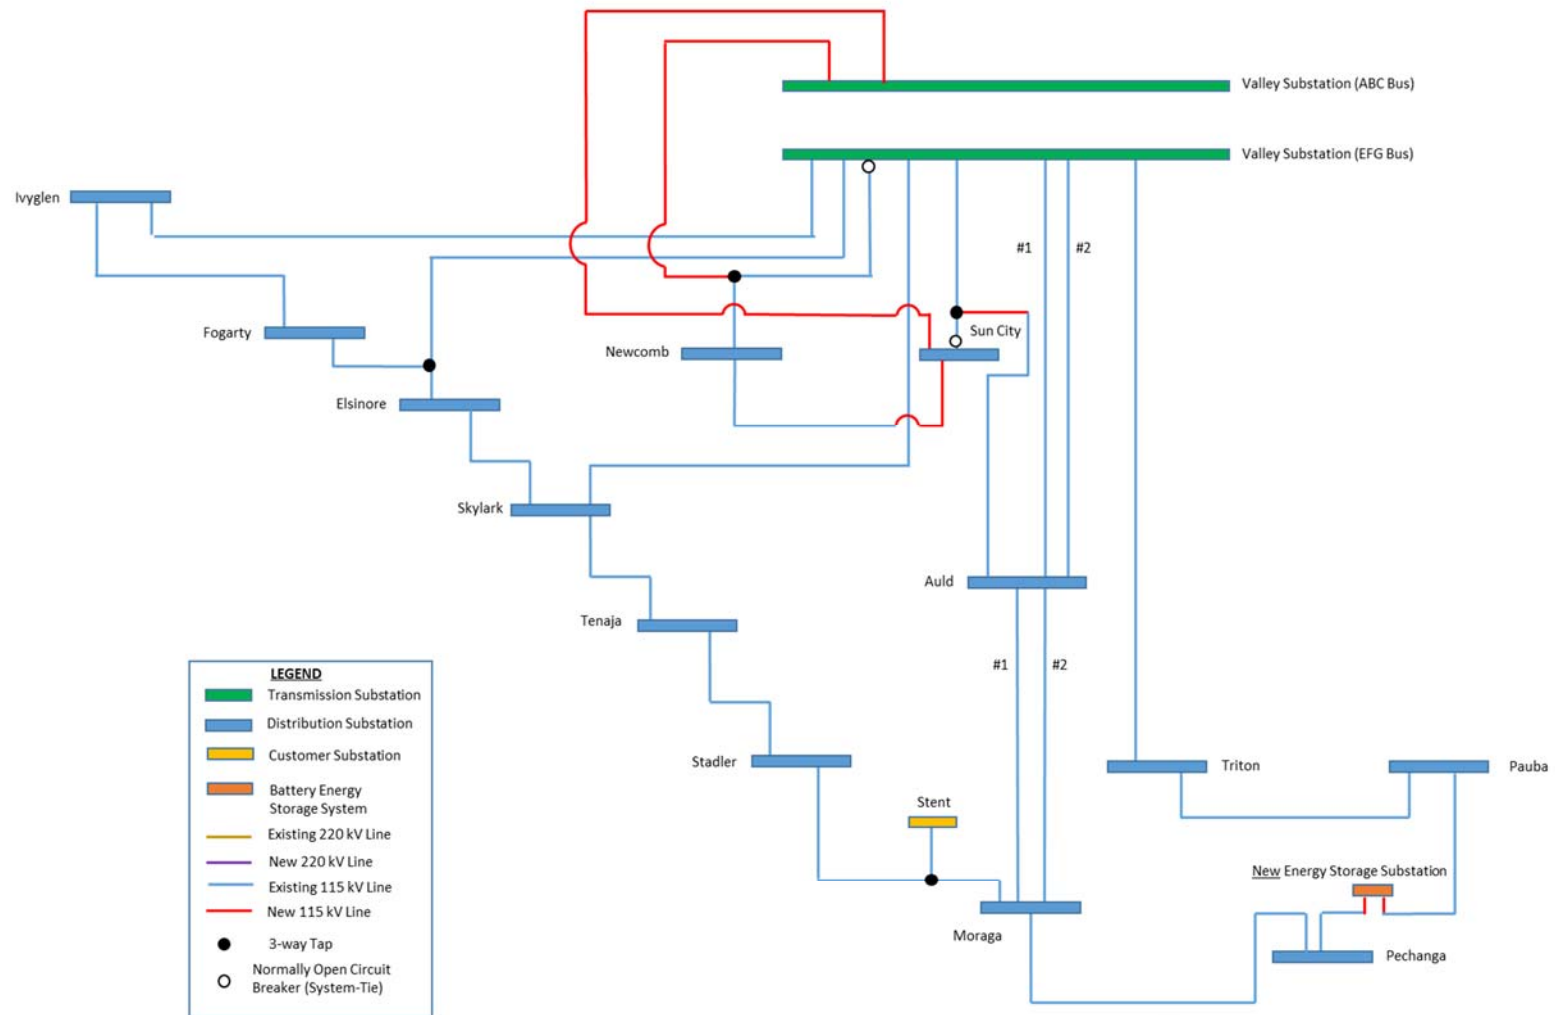 Valley Substation (ABC Bus)
Valley Substation (EFG Bus)
Ivyglen
#1
#2
Fogarty
Sun City
Newcomb
Elsinore
Skylark
Auld
Tenaja
#1
#2
LEGEND
Transmission Substation
Distribution Substation
Customer Substation
Battery Energy
Storage System
Existing 220 kV Line
New 220 kV Line
Existing 115 kV Line
New 115 kV Line
3-way Tap
Normally Open Circuit
Breaker (System-Tie)
Stadler
Triton
Pauba
Stent
New Energy Storage Substation
Moraga
Pechanga